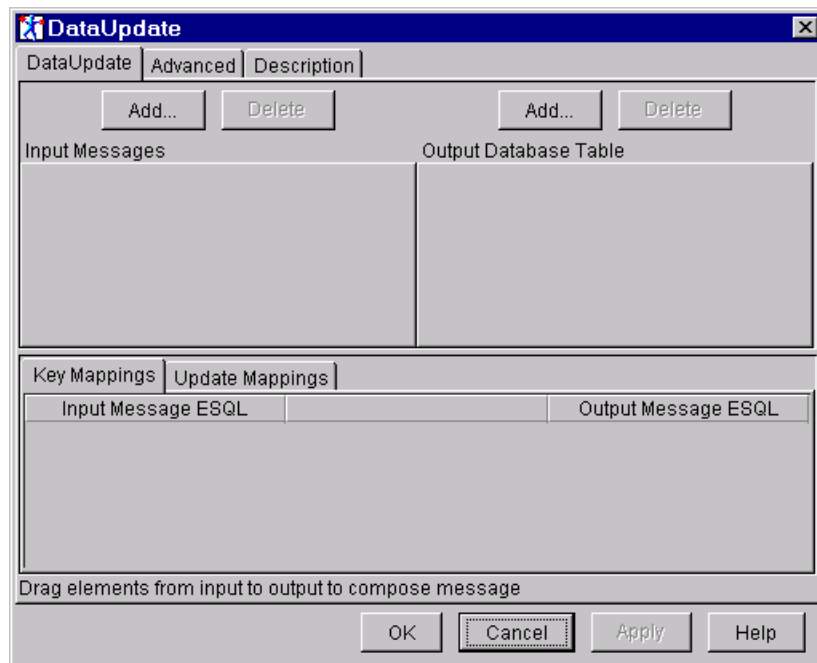 DataUpdate
DataUpdate Advanced Description
Add... Delete Add... Delete
Input Messages Output Database Table
Key Mappings Update Mappings
Input Message ESQL Output Message ESQL
Drag elements from input to output to compose message
OK Cancel Apply Help